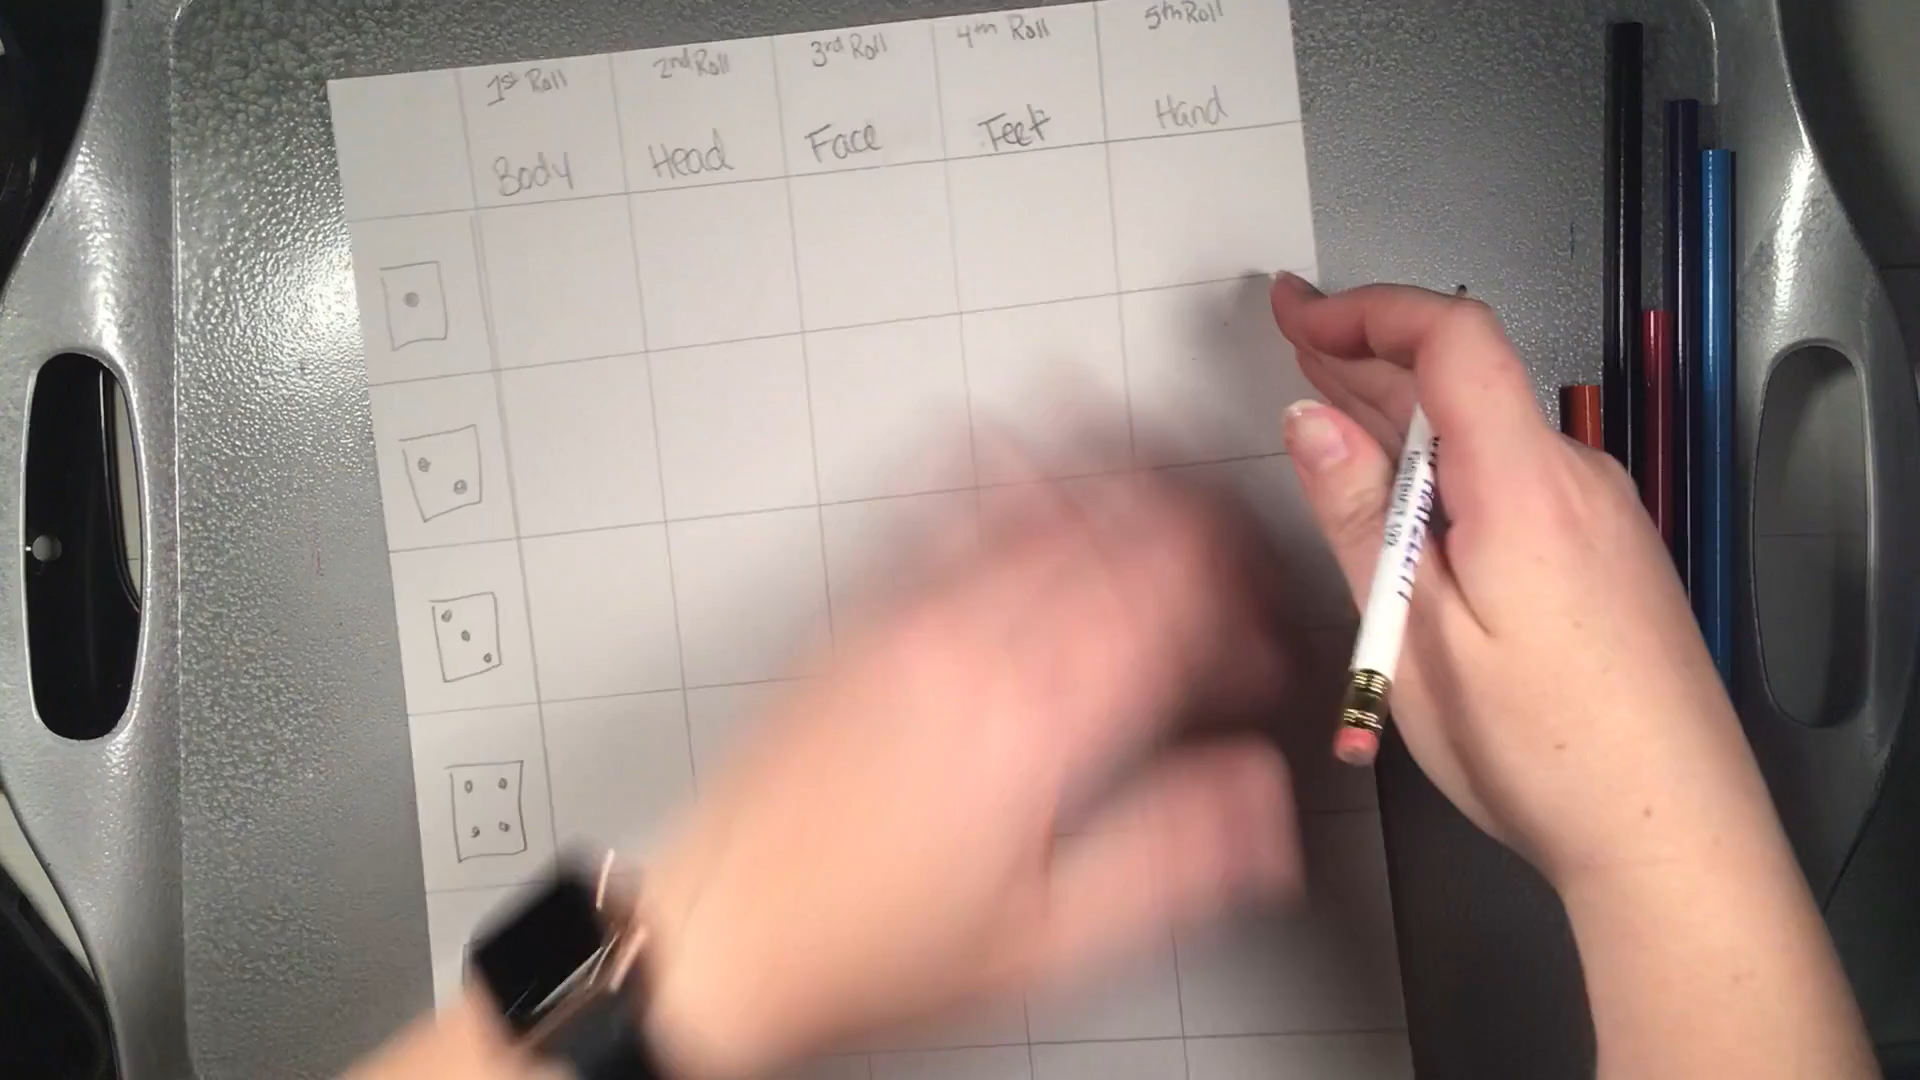 1st Roll
2nd Roll
3rd Roll
4th Roll
5th Roll
Body
Head
Face
Feet
Hand